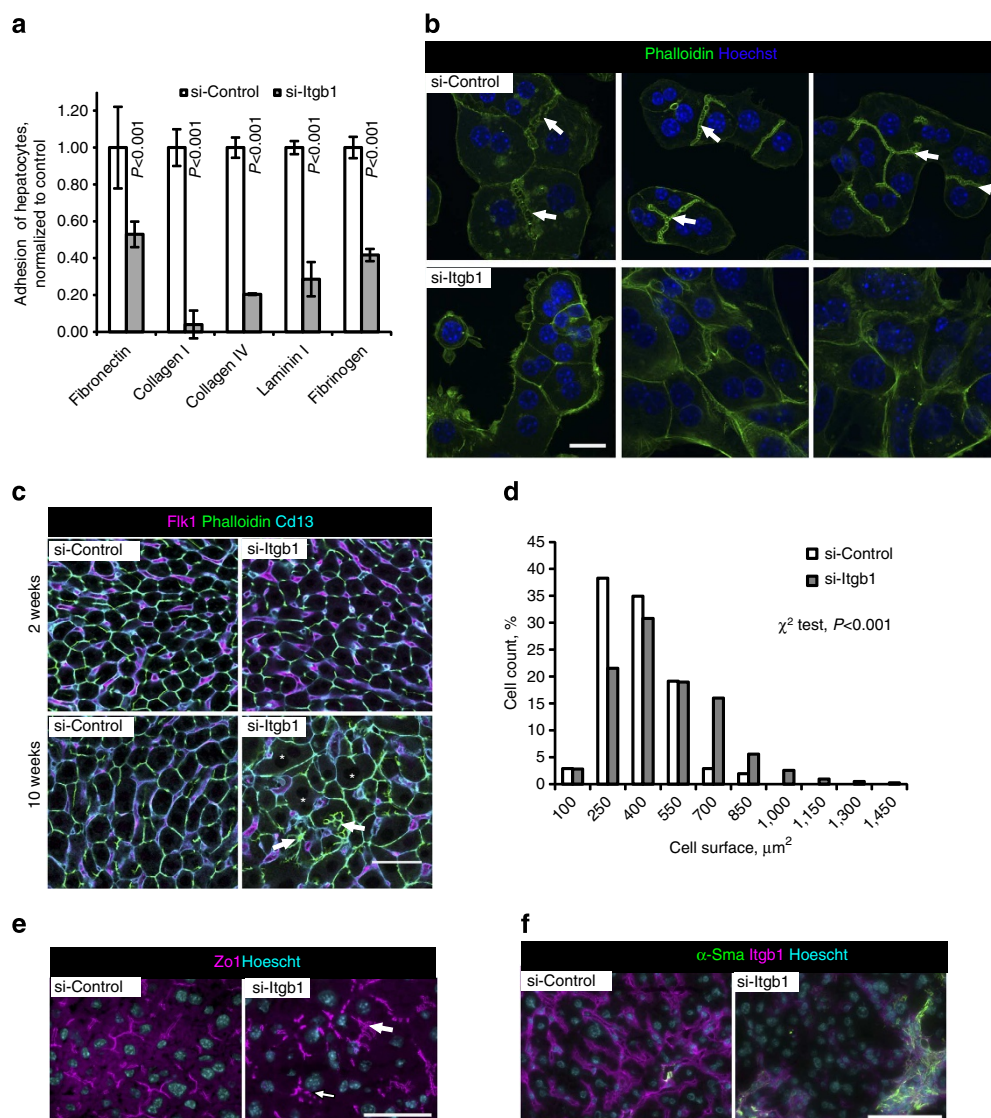 a
Adhesion of hepatocytes,
normalized to control
si-Control si-Itgb1
1.20
1.00
0.80
0.60
0.40
0.20
0.00
P<0.001
P<0.001
P<0.001
P<0.001
P<0.001
Fibronectin
Collagen I
Collagen IV
Laminin I
Fibrinogen
b
Phalloidin Hoechst
si-Control
si-Itgb1
c
Flk1 Phalloidin Cd13
2 weeks
si-Control
si-Itgb1
10 weeks
si-Control
si-Itgb1
*
*
*
d
Cell count, %
45
40
35
30
25
20
15
10
5
0
si-Control
si-Itgb1
χ² test, P<0.001
100
250
400
550
700
850
1,000
1,150
1,300
1,450
Cell surface, μm²
e
Zo1Hoescht
si-Control
si-Itgb1
f
α-Sma Itgb1 Hoescht
si-Control
si-Itgb1